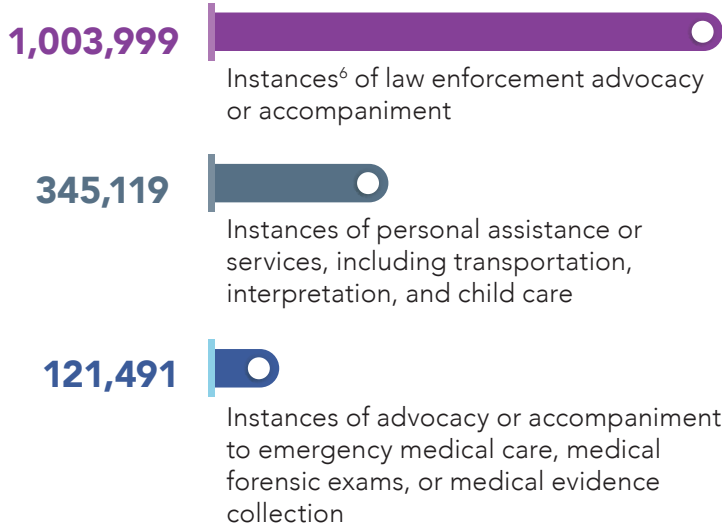 1,003,999
Instances⁶ of law enforcement advocacy
or accompaniment
345,119
Instances of personal assistance or
services, including transportation,
interpretation, and child care
121,491
Instances of advocacy or accompaniment
to emergency medical care, medical
forensic exams, or medical evidence
collection